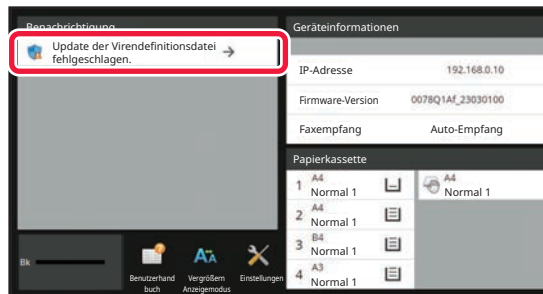 Benachrichtigung
Update der Virendefinitionsdatei
fehlgeschlagen.
Geräteinformationen
IP-Adresse 192.168.0.10
Firmware-Version 0078Q1Af_23030100
Faxempfang Auto-Empfang
Papierkassette
1 A4
Normal 1
A4
Normal 1
2 A4
Normal 1
3 B4
Normal 1
4 A3
Normal 1
Bk
Benutzerhand
buch
Vergrößern
Anzeigemodus
Einstellungen